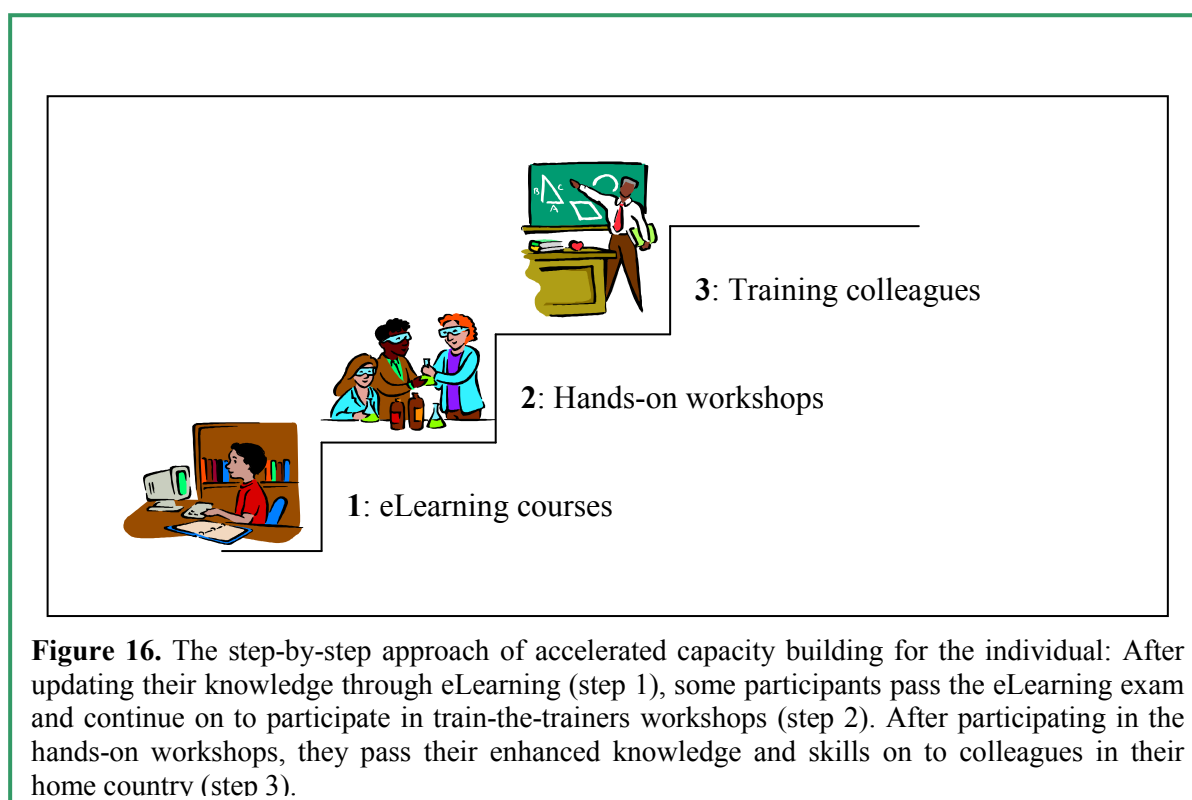 B
C
A
3: Training colleagues
2: Hands-on workshops
1: eLearning courses
Figure 16. The step-by-step approach of accelerated capacity building for the individual: After
updating their knowledge through eLearning (step 1), some participants pass the eLearning exam
and continue on to participate in train-the-trainers workshops (step 2). After participating in the
hands-on workshops, they pass their enhanced knowledge and skills on to colleagues in their
home country (step 3).